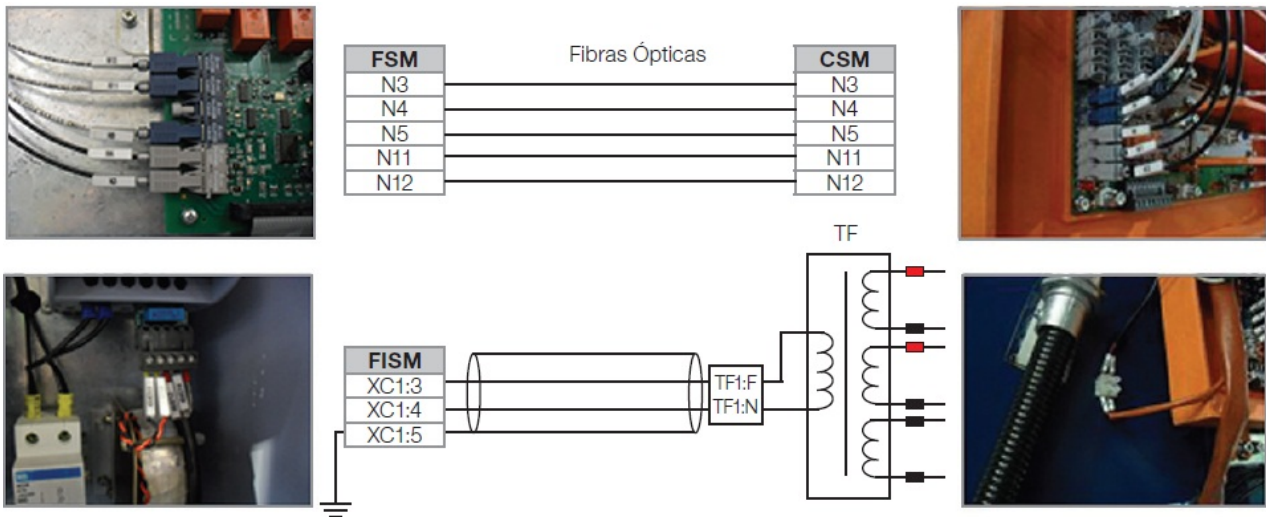 Fibras Ópticas
FSM
N3
N4
N5
N11
N12
CSM
N3
N4
N5
N11
N12
TF
FISM
XC1:3
XC1:4
XC1:5
TF1:F
TF1:N